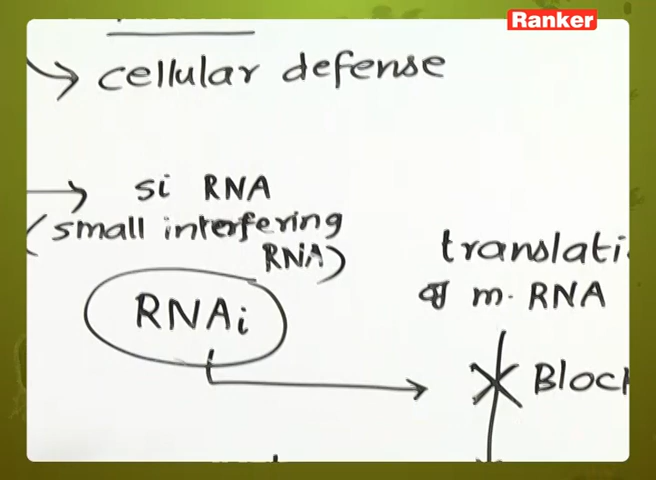 Ranker
cellular defense
si RNA
(small interfering
RNA)
translati
of m. RNA
RNAi
Block